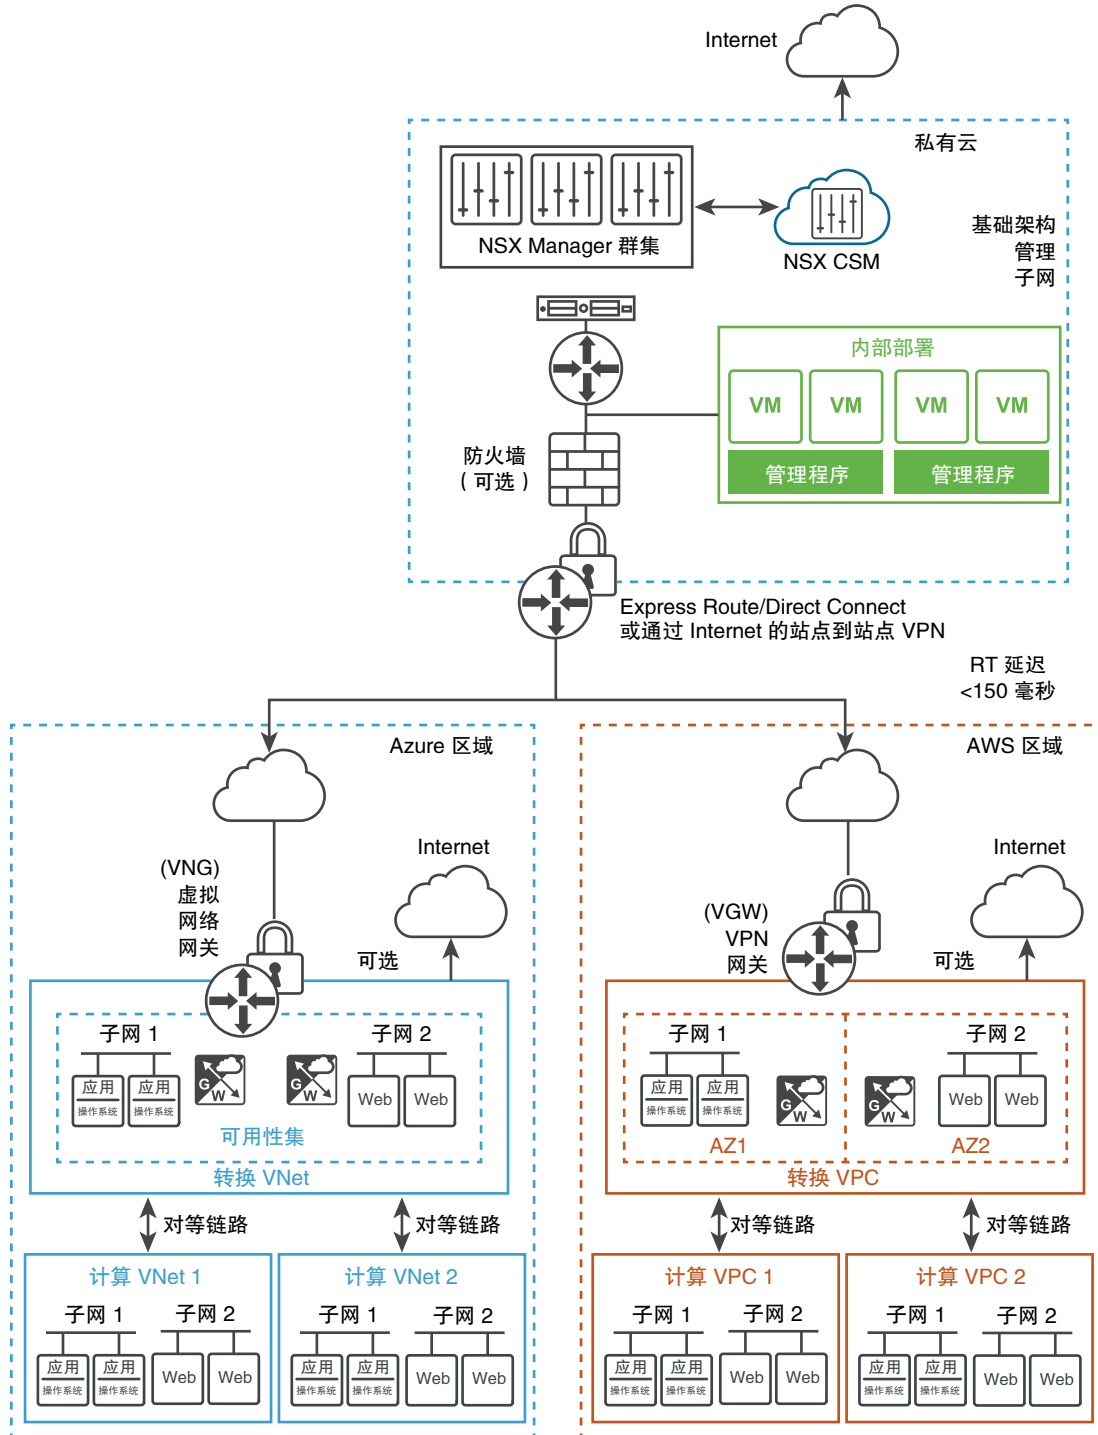 Internet
私有云
NSX Manager 群集
NSX CSM
基础架构
管理
子网
内部部署
VM
VM
VM
VM
管理程序
管理程序
防火墙
(可选)
Express Route/Direct Connect
或通过 Internet 的站点到站点 VPN
RT 延迟
<150 毫秒
Azure 区域
(VNG)
虚拟
网络
网关
Internet
可选
子网 1
子网 2
应用
操作系统
应用
操作系统
G
W
G
W
Web
Web
可用性集
转换 VNet
对等链路
对等链路
计算 VNet 1
子网 1
子网 2
应用
操作系统
应用
操作系统
Web
Web
计算 VNet 2
子网 1
子网 2
应用
操作系统
应用
操作系统
Web
Web
AWS 区域
(VGW)
VPN
网关
Internet
可选
子网 1
子网 2
应用
操作系统
应用
操作系统
G
W
G
W
Web
Web
AZ1
AZ2
转换 VPC
对等链路
对等链路
计算 VPC 1
子网 1
子网 2
应用
操作系统
应用
操作系统
Web
Web
计算 VPC 2
子网 1
子网 2
应用
操作系统
应用
操作系统
Web
Web